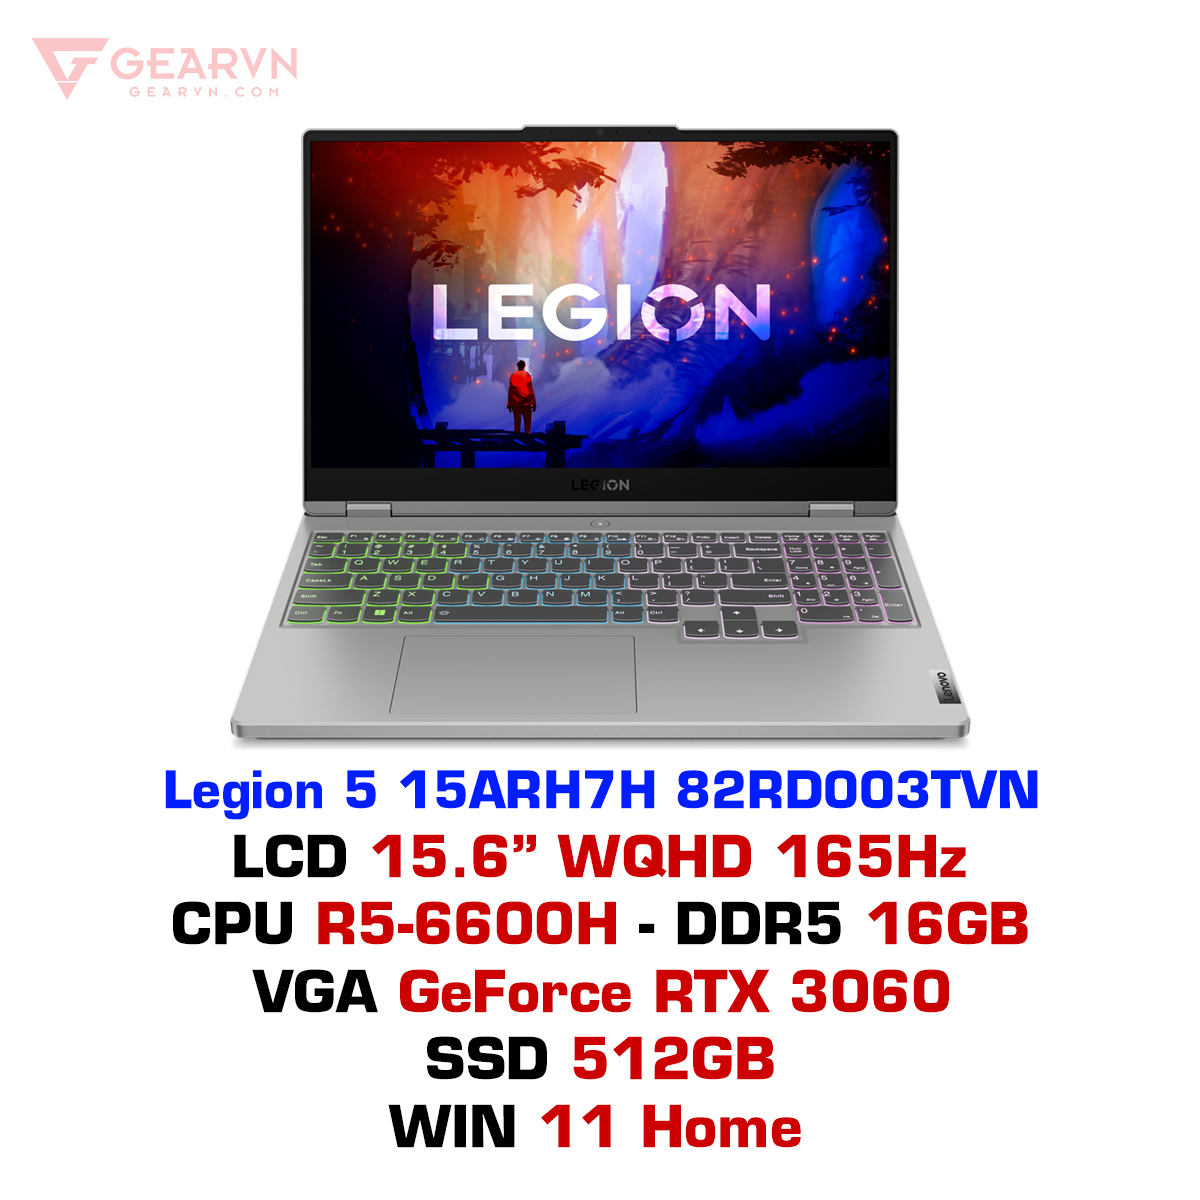 GEARVN
GEARVN.COM
LEGION
LEGION
Lenovo
Legion 5 15ARH7H 82RD003TVN
LCD 15.6” WQHD 165Hz
CPU R5-6600H - DDR5 16GB
VGA GeForce RTX 3060
SSD 512GB
WIN 11 Home